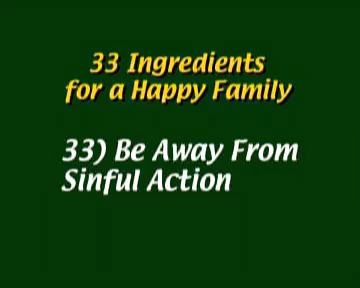 33 Ingredients
for a Happy Family
33) Be Away From
Sinful Action